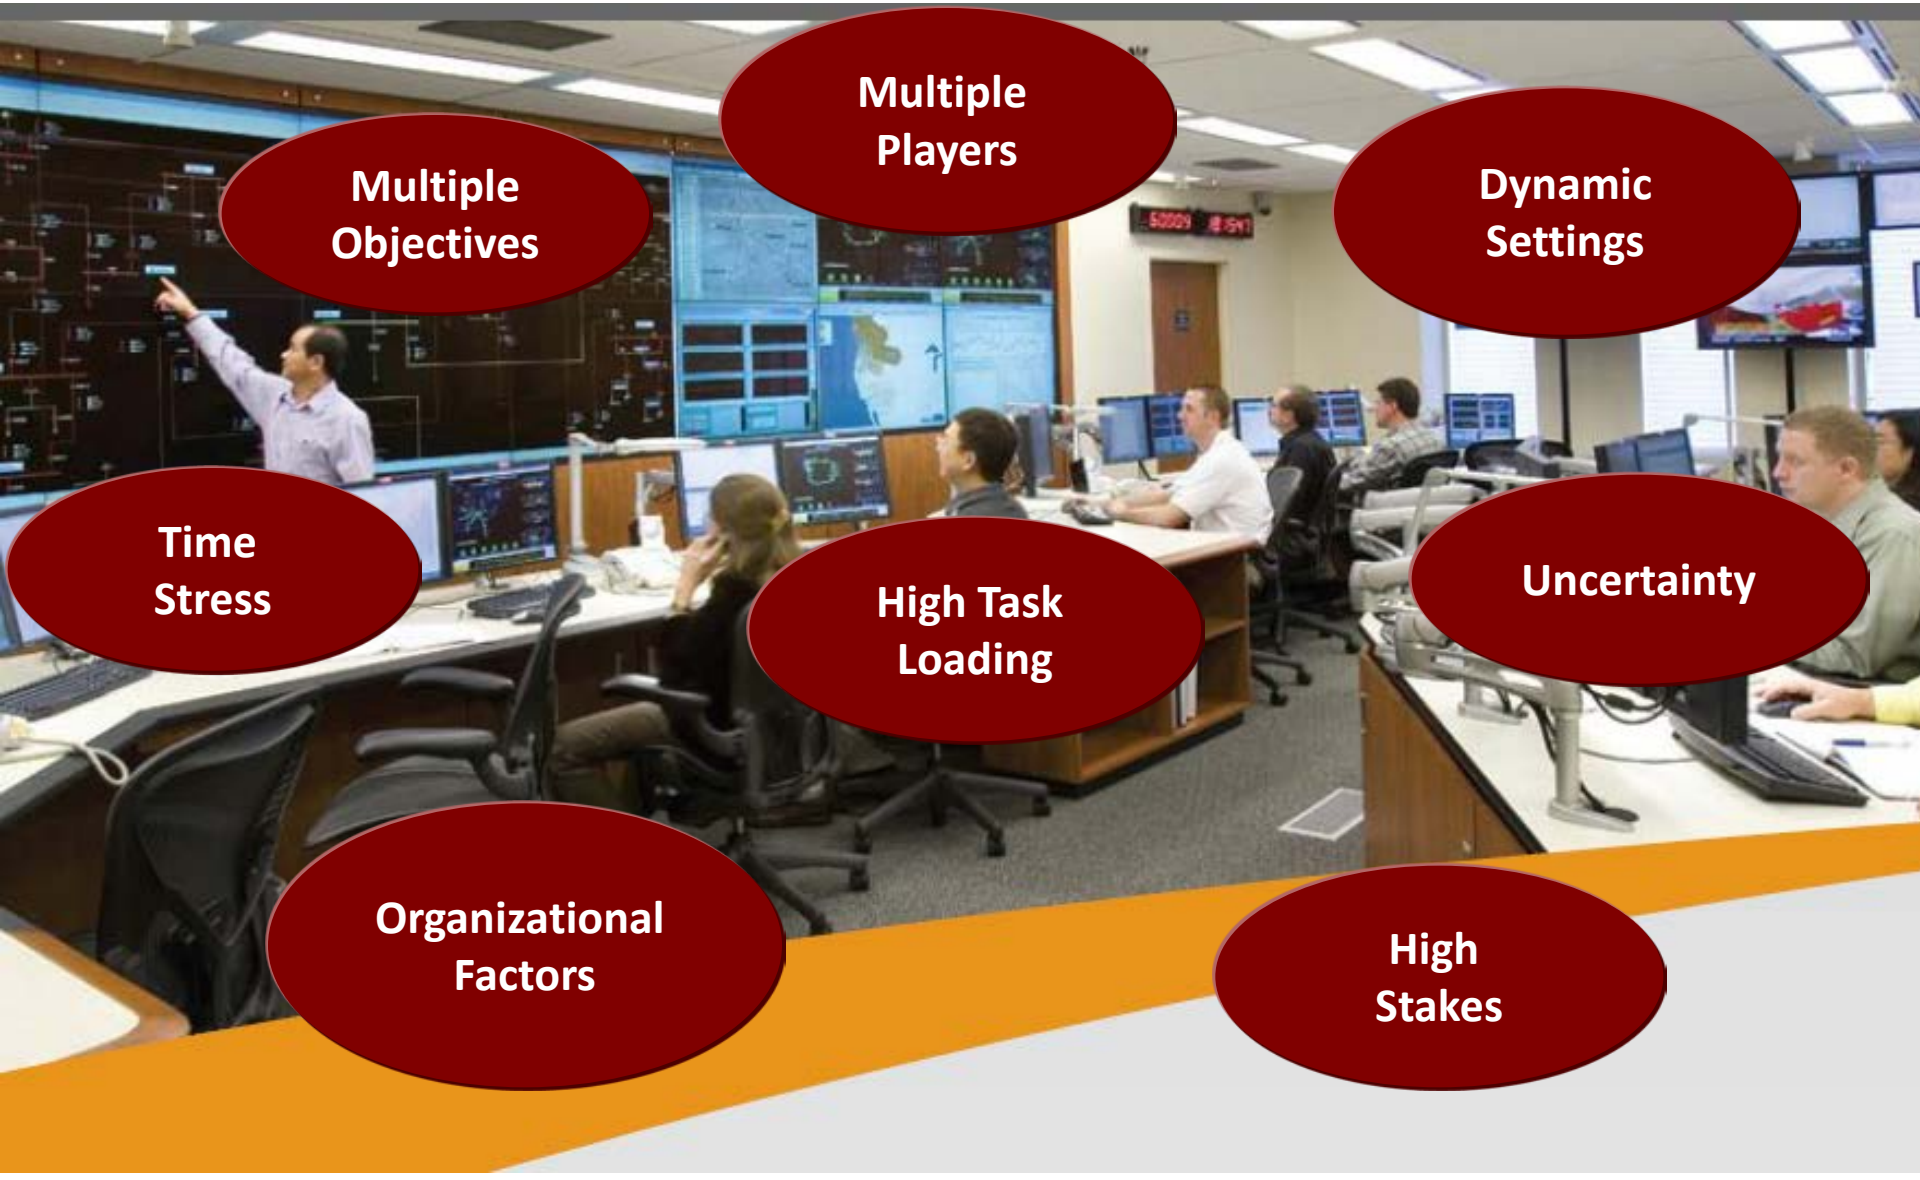 Multiple
Players
Multiple
Objectives
Dynamic
Settings
Time
Stress
High Task
Loading
Uncertainty
Organizational
Factors
High
Stakes